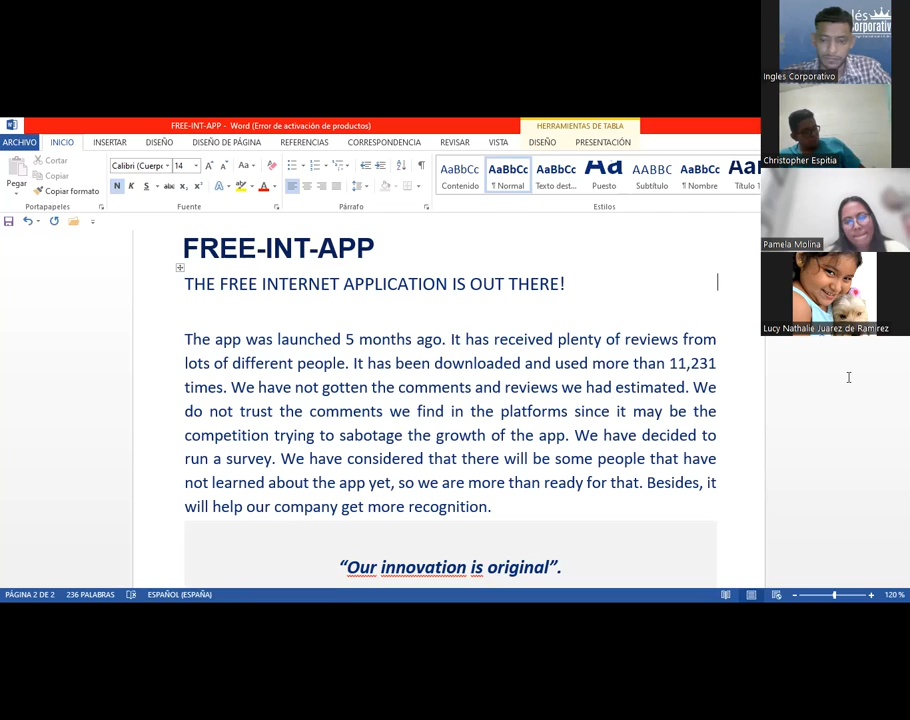 FREE-INT-APP - Word (Error de activación de productos)
HERRAMIENTAS DE TABLA
ARCHIVO INICIO INSERTAR DISEÑO DISEÑO DE PÁGINA REFERENCIAS CORRESPONDENCIA REVISAR VISTA DISEÑO PRESENTACIÓN
Pegar
Cortar
Copiar
Copiar formato
Portapapeles
Calibri (Cuerp 14
N K S abc x₂ x²
Fuente
Párrafo
AaBbCc AaBbCc AaBbCc Aa AABBC AaBbCc AABB
Contenido ¶ Normal Texto dest... Puesto Subtítulo ¶ Nombre Título 1
Estilos
FREE-INT-APP
THE FREE INTERNET APPLICATION IS OUT THERE!
The app was launched 5 months ago. It has received plenty of reviews from
lots of different people. It has been downloaded and used more than 11,231
times. We have not gotten the comments and reviews we had estimated. We
do not trust the comments we find in the platforms since it may be the
competition trying to sabotage the growth of the app. We have decided to
run a survey. We have considered that there will be some people that have
not learned about the app yet, so we are more than ready for that. Besides, it
will help our company get more recognition.
“Our innovation is original”.
PÁGINA 2 DE 2 236 PALABRAS ESPAÑOL (ESPAÑA) 120 %
Ingles Corporativo
Christopher Espitia
Pamela Molina
Lucy Nathalie Juarez de Ramirez